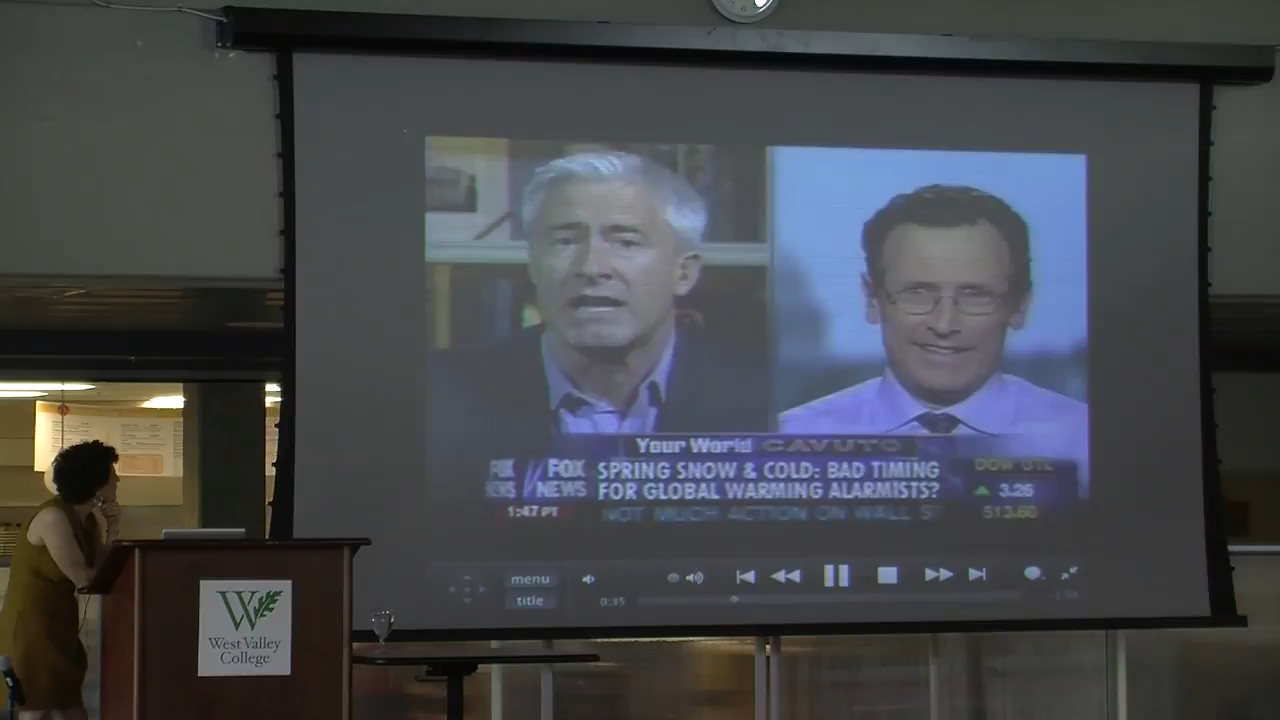 Your World CAVUTO
FOX NEWS
SPRING SNOW & COLD: BAD TIMING
FOR GLOBAL WARMING ALARMISTS?
DOW
3.26
1:47 PT
NOT MUCH ACTION ON WALL ST
513.60
menu
title
0:35
W
West Valley
College